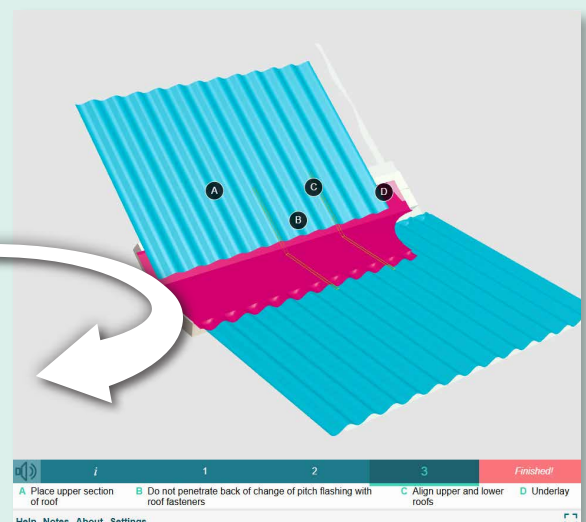 A
C
D
B
i 1 2 3 Finished!
A Place upper section of roof
B Do not penetrate back of change of pitch flashing with roof fasteners
C Align upper and lower roofs
D Underlay
Help Notes About Settings